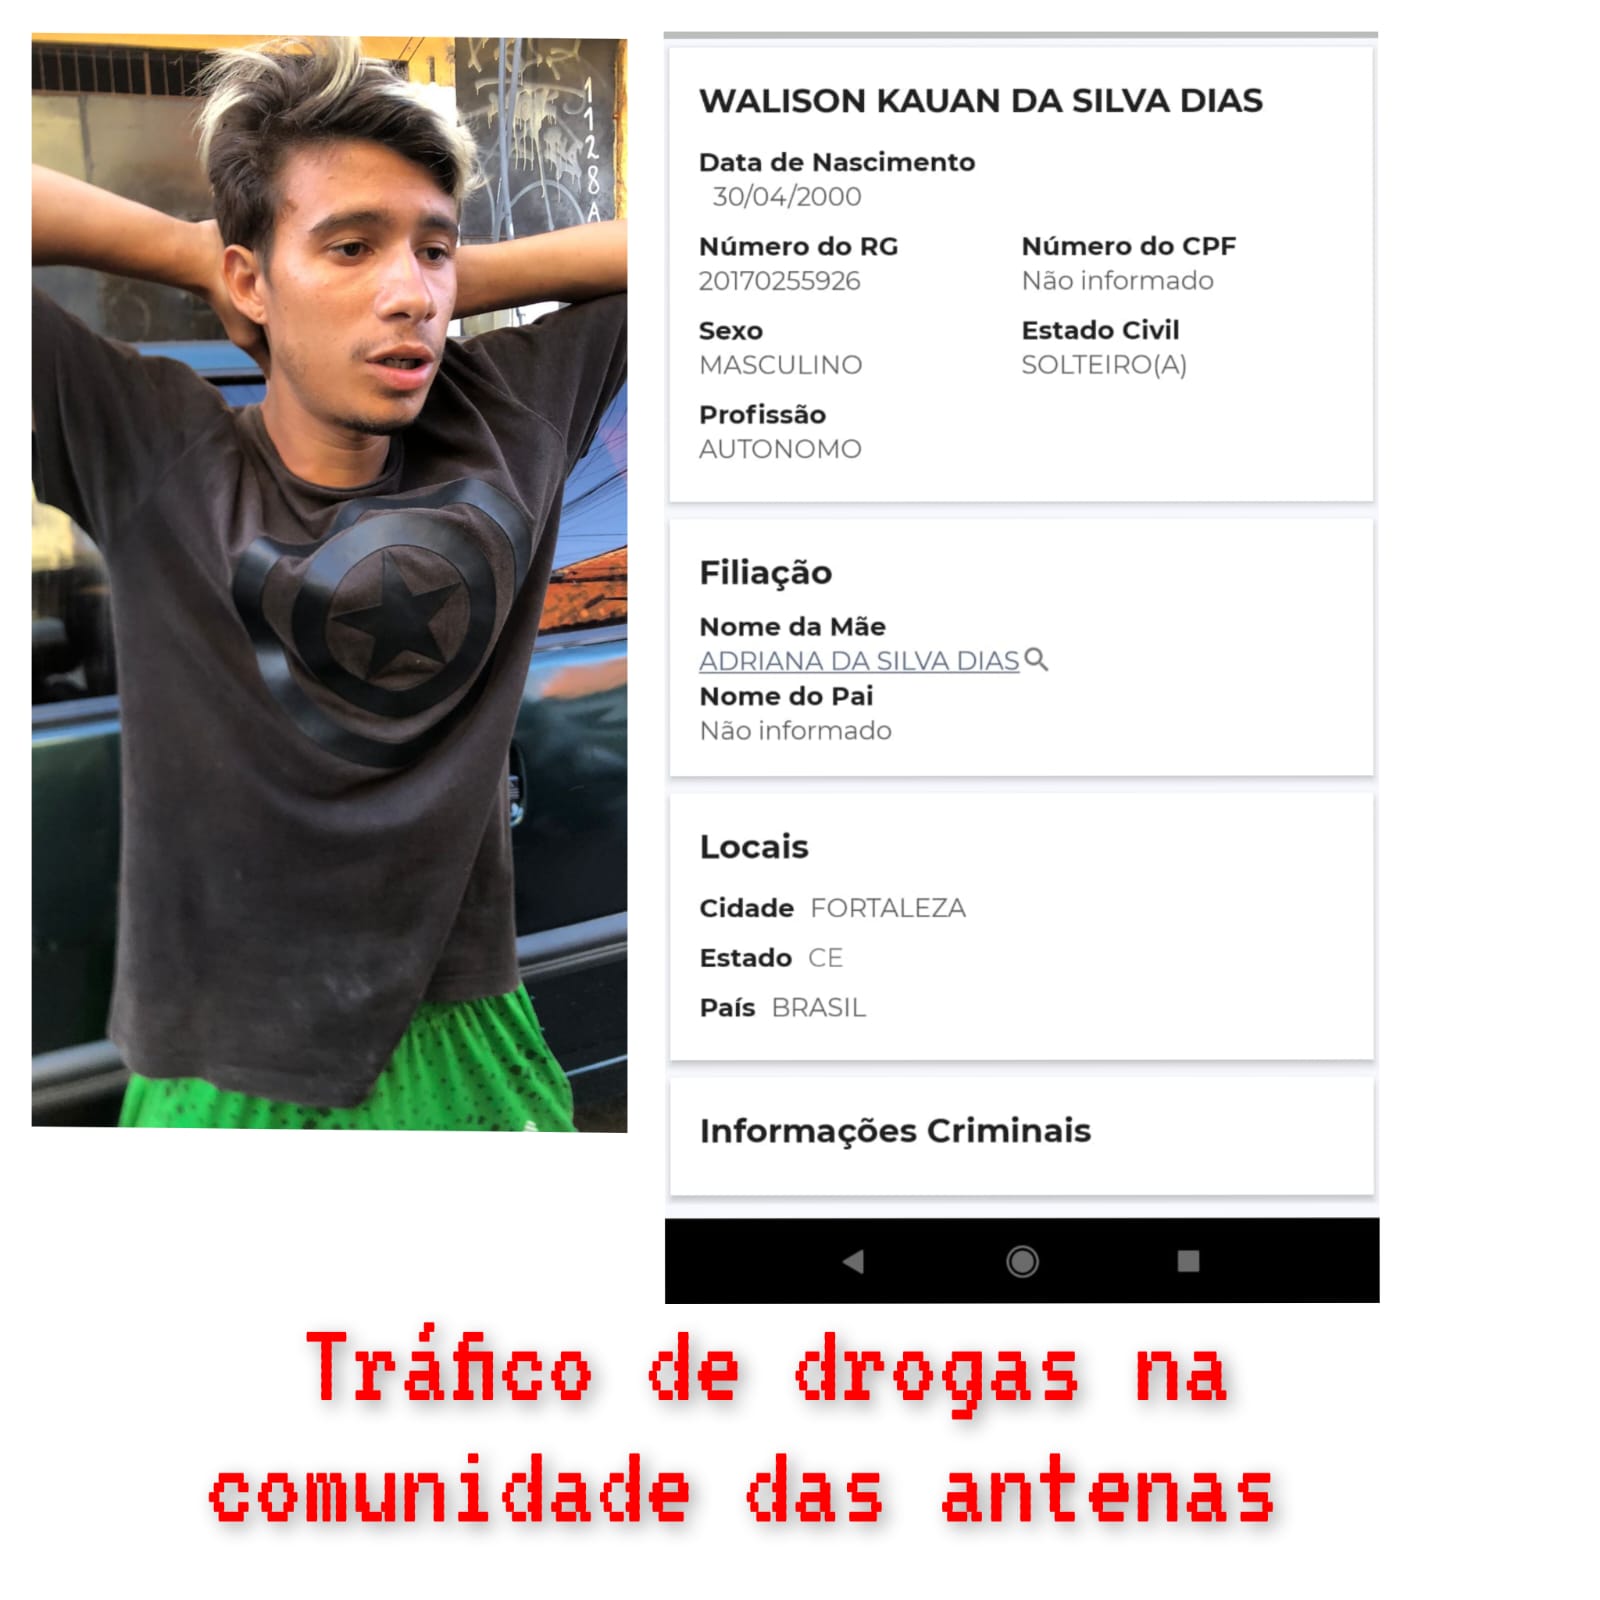 1128A
WALISON KAUAN DA SILVA DIAS
Data de Nascimento
30/04/2000
Número do RG Número do CPF
20170255926 Não informado
Sexo Estado Civil
MASCULINO SOLTEIRO(A)
Profissão
AUTONOMO
Filiação
Nome da Mãe
ADRIANA DA SILVA DIAS
Nome do Pai
Não informado
Locais
Cidade FORTALEZA
Estado CE
País BRASIL
Informações Criminais
Tráfico de drogas na
comunidade das antenas